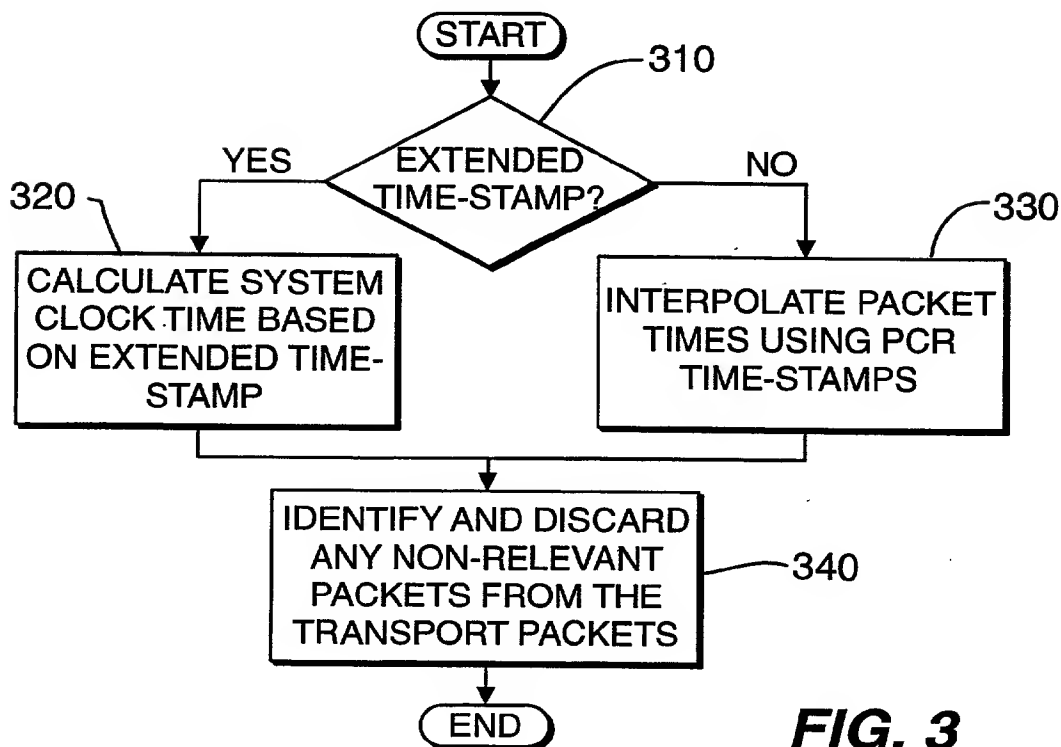 START
310
EXTENDED
TIME-STAMP?
YES
NO
320
CALCULATE SYSTEM
CLOCK TIME BASED
ON EXTENDED TIME-
STAMP
330
INTERPOLATE PACKET
TIMES USING PCR
TIME-STAMPS
IDENTIFY AND DISCARD
ANY NON-RELEVANT
PACKETS FROM THE
TRANSPORT PACKETS
340
END
FIG. 3